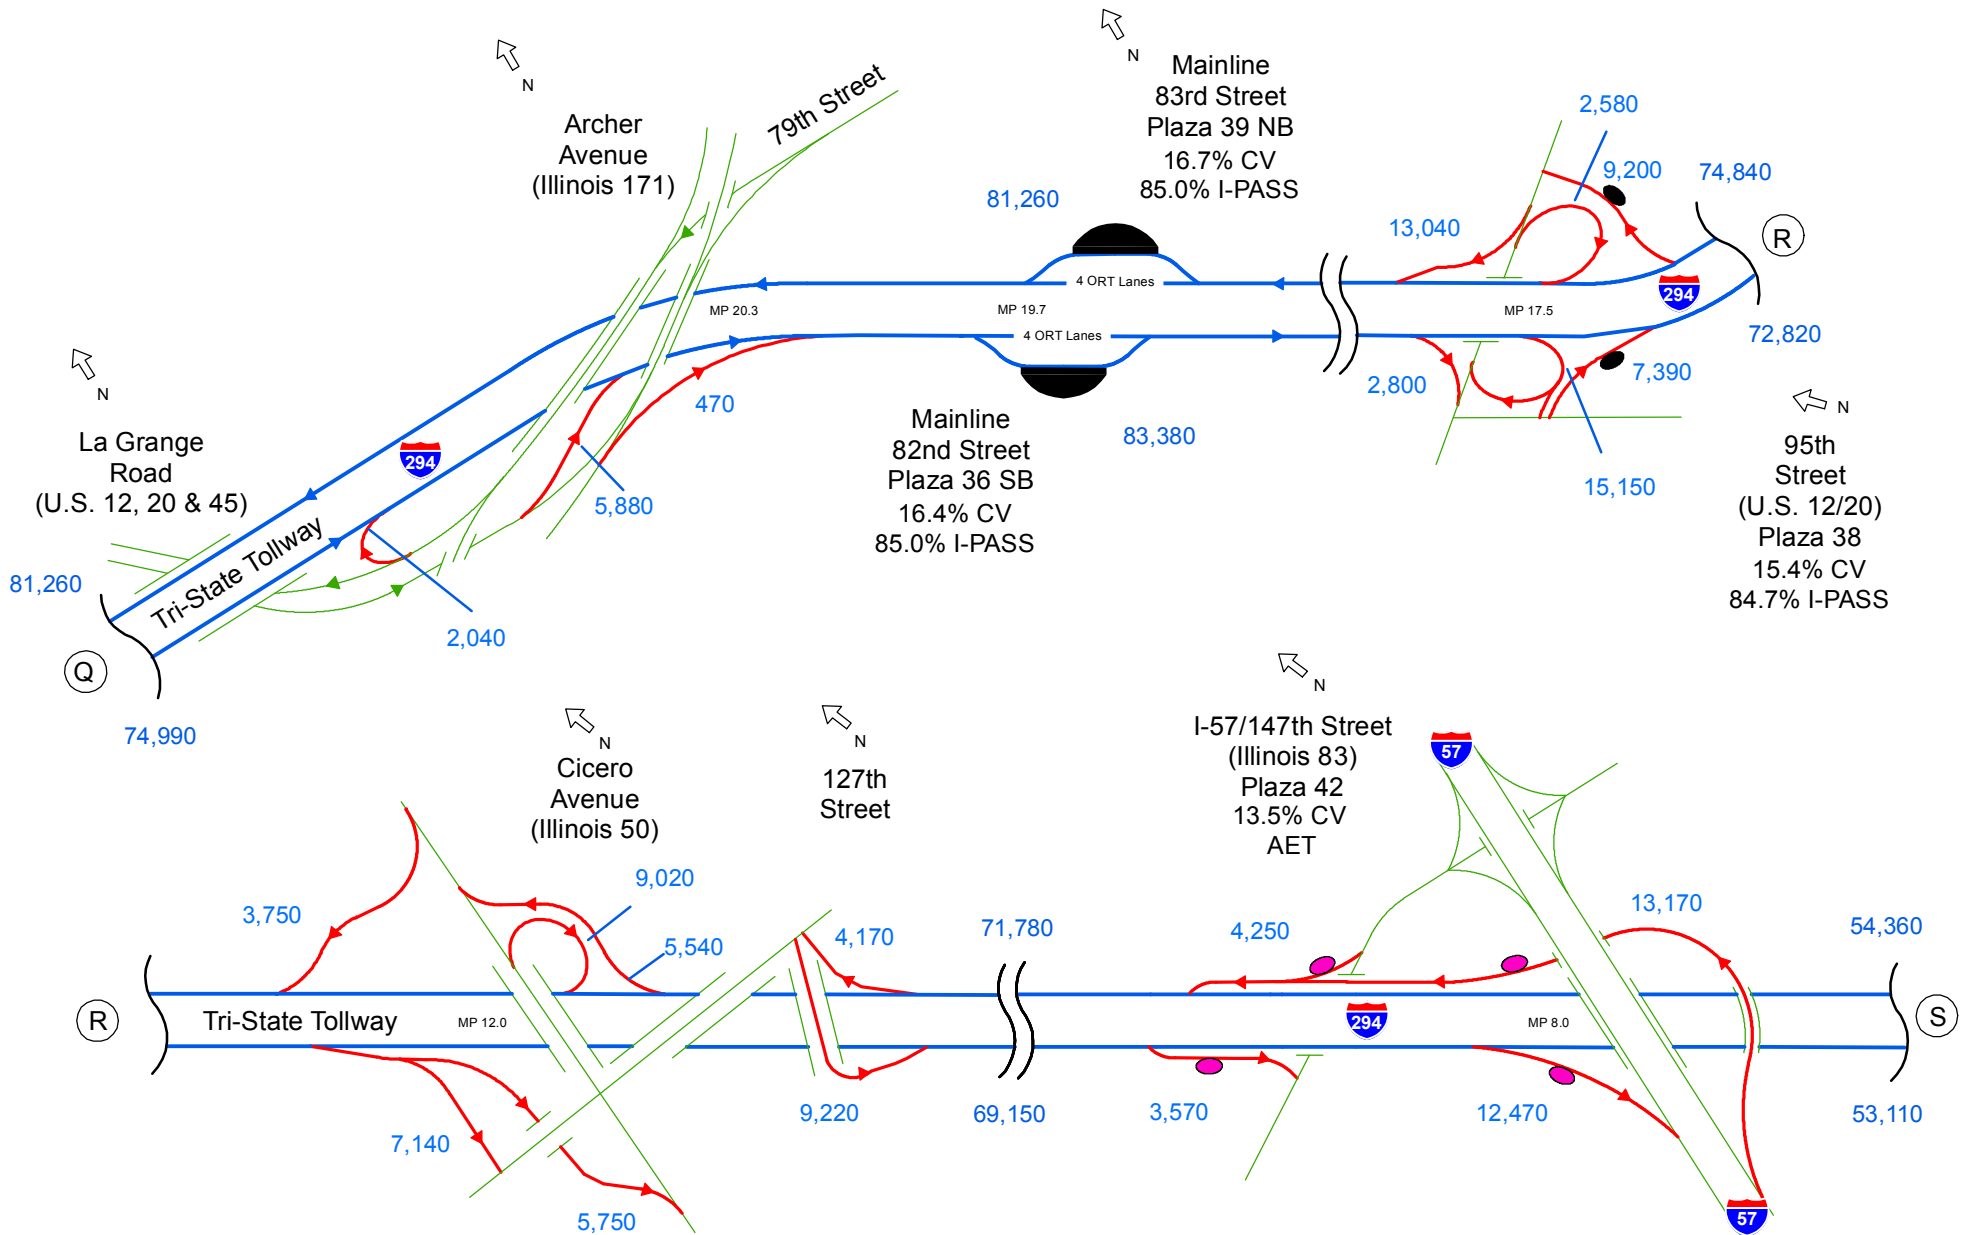 N
Archer
Avenue
(Illinois 171)
79th Street
N
Mainline
83rd Street
Plaza 39 NB
16.7% CV
85.0% I-PASS
81,260
4 ORT Lanes
MP 20.3
MP 19.7
4 ORT Lanes
2,580
9,200
74,840
13,040
R
294
MP 17.5
72,820
2,800
7,390
15,150
N
95th
Street
(U.S. 12/20)
Plaza 38
15.4% CV
84.7% I-PASS
N
La Grange
Road
(U.S. 12, 20 & 45)
294
470
5,880
Mainline
82nd Street
Plaza 36 SB
16.4% CV
85.0% I-PASS
83,380
81,260
Tri-State Tollway
2,040
Q
74,990
N
Cicero
Avenue
(Illinois 50)
N
127th
Street
N
I-57/147th Street
(Illinois 83)
Plaza 42
13.5% CV
AET
57
3,750
9,020
5,540
4,170
71,780
4,250
13,170
54,360
R
Tri-State Tollway
MP 12.0
294
MP 8.0
S
7,140
5,750
9,220
69,150
3,570
12,470
53,110
57